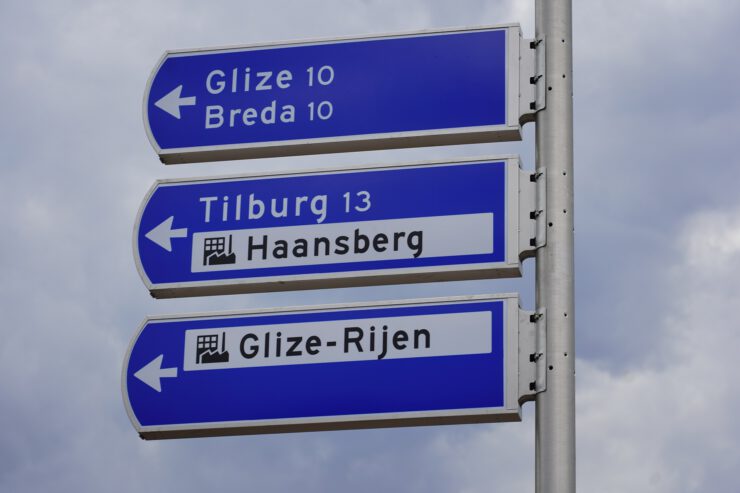 Glize 10
Breda 10
Tilburg 13
Haansberg
Glize-Rijen